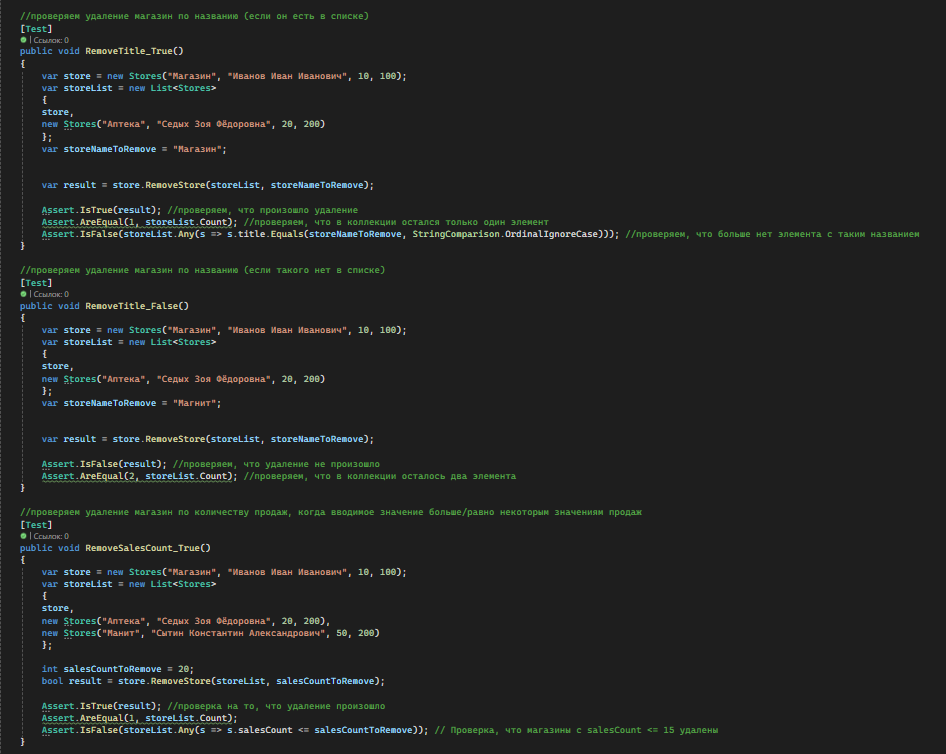 //проверяем удаление магазин по названию (если он есть в списке)
[Test]
| Ссылок: 0
public void RemoveTitle_True()
{
var store = new Stores("Магазин", "Иванов Иван Иванович", 10, 100);
var storeList = new List<Stores>
{
store,
new Stores("Аптека", "Седых Зоя Фёдоровна", 20, 200)
};
var storeNameToRemove = "Магазин";
var result = store.RemoveStore(storeList, storeNameToRemove);
Assert.IsTrue(result); //проверяем, что произошло удаление
Assert.AreEqual(1, storeList.Count); //проверяем, что в коллекции остался только один элемент
Assert.IsFalse(storeList.Any(s => s.title.Equals(storeNameToRemove, StringComparison.OrdinalIgnoreCase))); //проверяем, что больше нет элемента с таким названием
}
//проверяем удаление магазин по названию (если такого нет в списке)
[Test]
| Ссылок: 0
public void RemoveTitle_False()
{
var store = new Stores("Магазин", "Иванов Иван Иванович", 10, 100);
var storeList = new List<Stores>
{
store,
new Stores("Аптека", "Седых Зоя Фёдоровна", 20, 200)
};
var storeNameToRemove = "Магнит";
var result = store.RemoveStore(storeList, storeNameToRemove);
Assert.IsFalse(result); //проверяем, что удаление не произошло
Assert.AreEqual(2, storeList.Count); //проверяем, что в коллекции осталось два элемента
}
//проверяем удаление магазин по количеству продаж, когда вводимое значение больше/равно некоторым значениям продаж
[Test]
| Ссылок: 0
public void RemoveSalesCount_True()
{
var store = new Stores("Магазин", "Иванов Иван Иванович", 10, 100);
var storeList = new List<Stores>
{
store,
new Stores("Аптека", "Седых Зоя Фёдоровна", 20, 200),
new Stores("Манит", "Сытин Константин Александрович", 50, 200)
};
int salesCountToRemove = 20;
bool result = store.RemoveStore(storeList, salesCountToRemove);
Assert.IsTrue(result); //проверка на то, что удаление произошло
Assert.AreEqual(1, storeList.Count);
Assert.IsFalse(storeList.Any(s => s.salesCount <= salesCountToRemove)); // Проверка, что магазины с salesCount <= 15 удалены
}